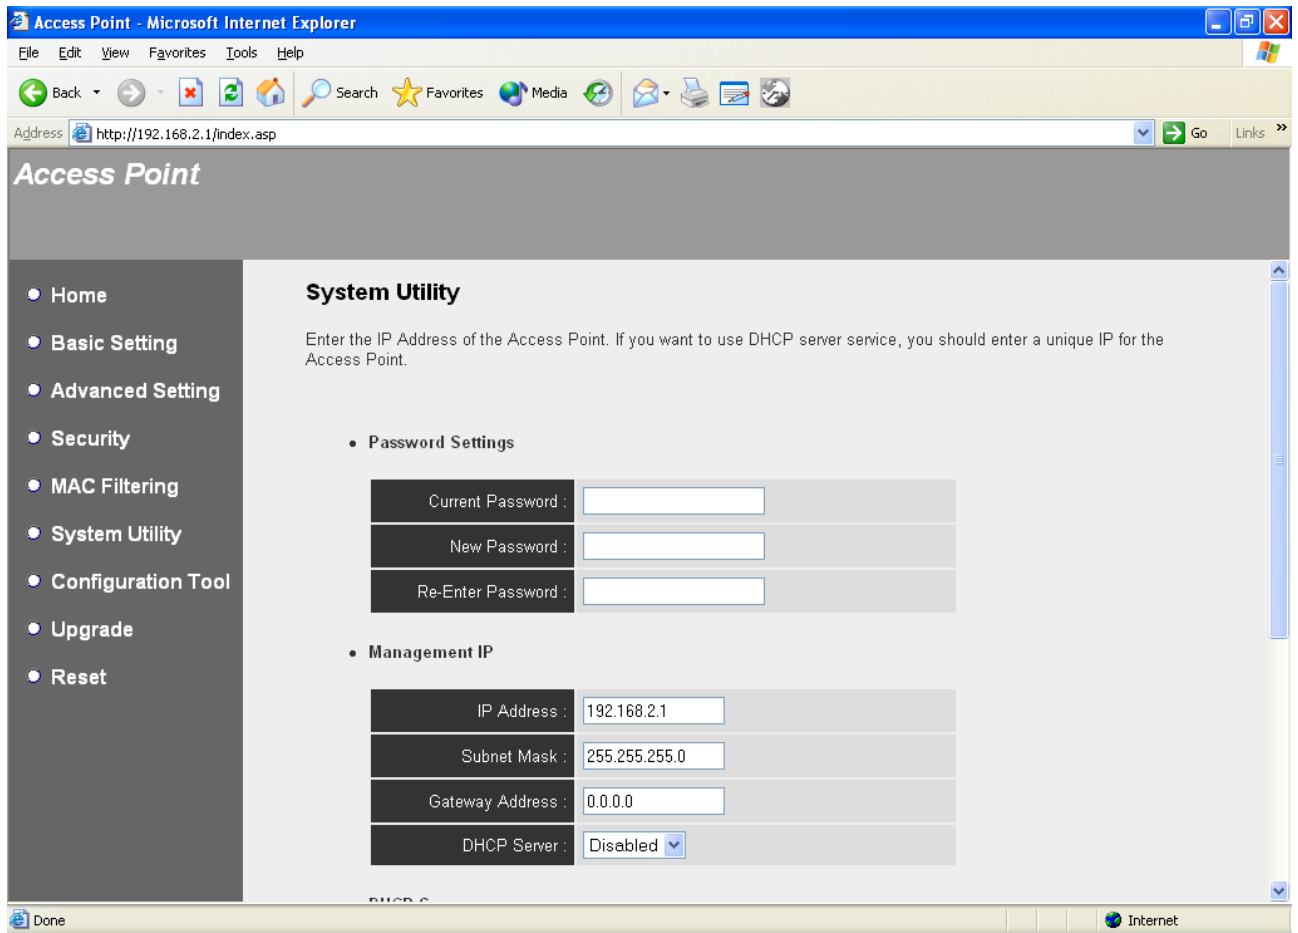 Access Point - Microsoft Internet Explorer
File Edit View Favorites Tools Help
Back Search Favorites Media
Address http://192.168.2.1/index.asp Go Links »
Access Point
Home
Basic Setting
Advanced Setting
Security
MAC Filtering
System Utility
Configuration Tool
Upgrade
Reset
System Utility
Enter the IP Address of the Access Point. If you want to use DHCP server service, you should enter a unique IP for the
Access Point.
• Password Settings
Current Password :
New Password :
Re-Enter Password :
• Management IP
IP Address : 192.168.2.1
Subnet Mask : 255.255.255.0
Gateway Address : 0.0.0.0
DHCP Server : Disabled
Done Internet